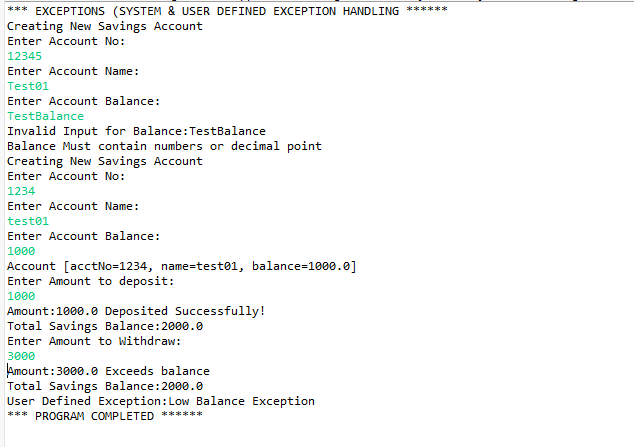 *** EXCEPTIONS (SYSTEM & USER DEFINED EXCEPTION HANDLING ******
Creating New Savings Account
Enter Account No:
12345
Enter Account Name:
Test01
Enter Account Balance:
TestBalance
Invalid Input for Balance:TestBalance
Balance Must contain numbers or decimal point
Creating New Savings Account
Enter Account No:
1234
Enter Account Name:
test01
Enter Account Balance:
1000
Account [acctNo=1234, name=test01, balance=1000.0]
Enter Amount to deposit:
1000
Amount:1000.0 Deposited Successfully!
Total Savings Balance:2000.0
Enter Amount to Withdraw:
3000
Amount:3000.0 Exceeds balance
Total Savings Balance:2000.0
User Defined Exception:Low Balance Exception
*** PROGRAM COMPLETED ******